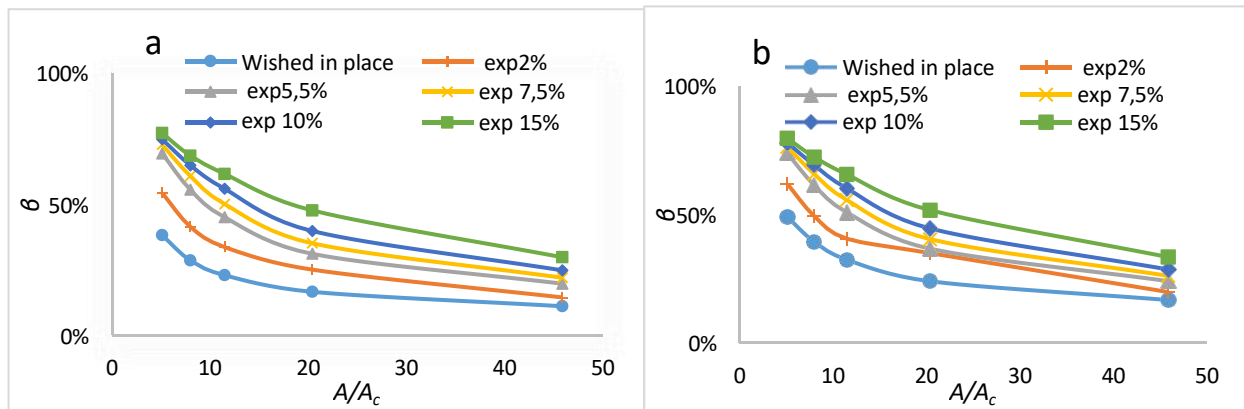 a
Wished in place exp2%
exp5,5% exp 7,5%
exp 10% exp 15%
100%
50%
0%
β
0 10 20 30 40 50
A/Ac
b
Wished in place exp2%
exp5,5% exp 7,5%
exp 10% exp 15%
100%
50%
0%
β
0 10 20 30 40 50
A/Ac